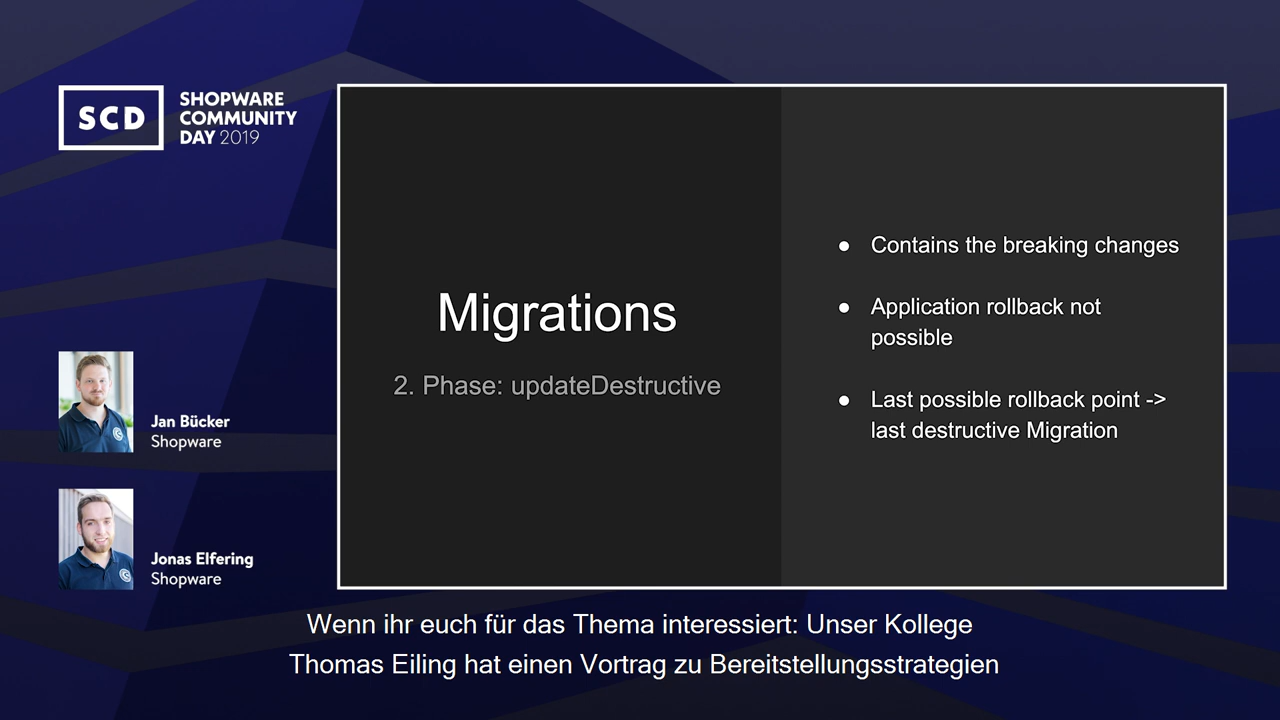 SCD
SHOPWARE
COMMUNITY
DAY 2019
Migrations
2. Phase: updateDestructive
● Contains the breaking changes
● Application rollback not
possible
● Last possible rollback point ->
last destructive Migration
Jan Bücker
Shopware
Jonas Elfering
Shopware
Wenn ihr euch für das Thema interessiert: Unser Kollege
Thomas Eiling hat einen Vortrag zu Bereitstellungsstrategien